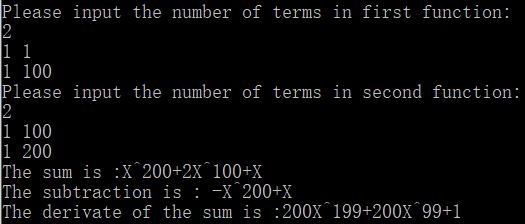 Please input the number of terms in first function:
2
1 1
1 100
Please input the number of terms in second function:
2
1 100
1 200
The sum is :X^200+2X^100+X
The subtraction is : -X^200+X
The derivate of the sum is :200X^199+200X^99+1